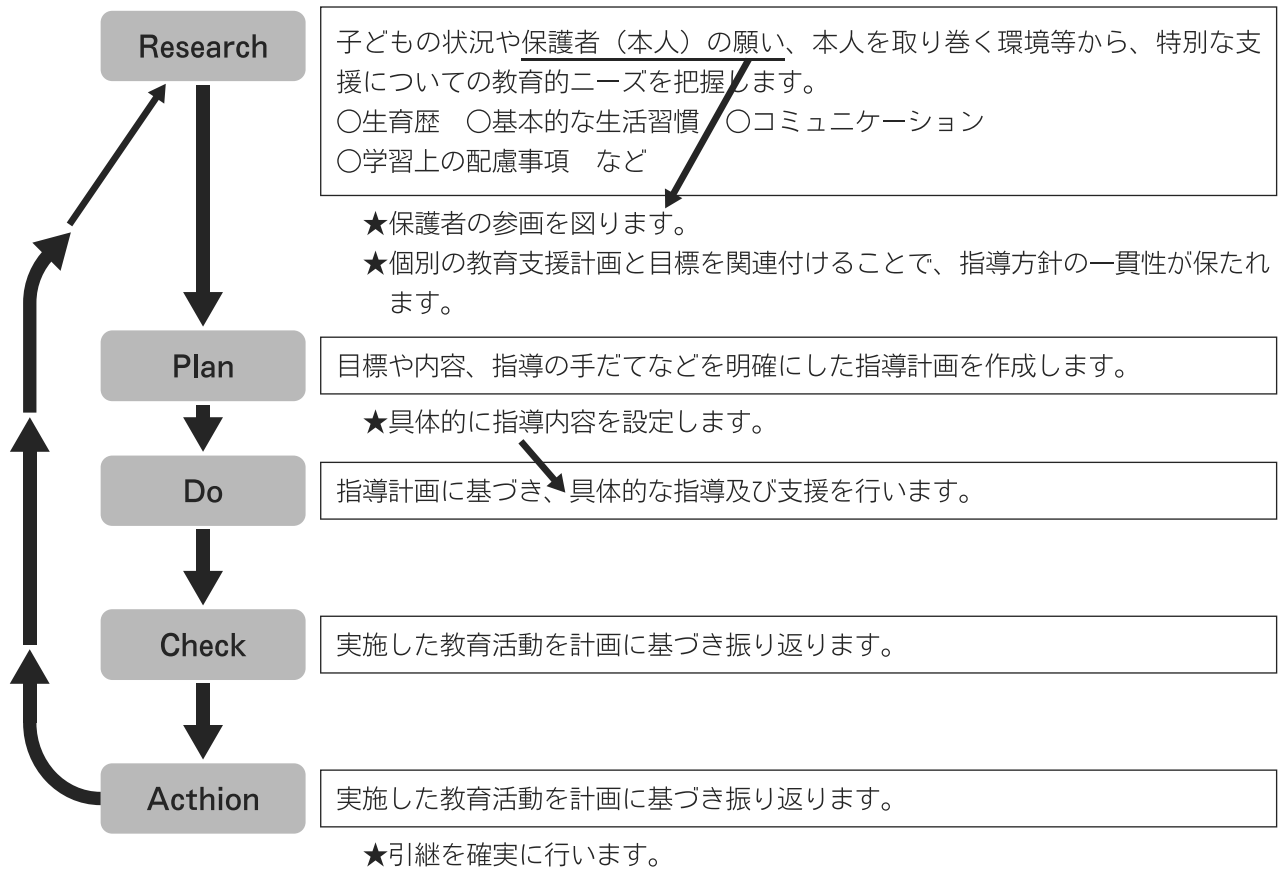 Research
子どもの状況や保護者（本人）の願い、本人を取り巻く環境等から、特別な支
援についての教育的ニーズを把握します。
○生育歴　○基本的な生活習慣　○コミュニケーション
○学習上の配慮事項　など
★保護者の参画を図ります。
★個別の教育支援計画と目標を関連付けることで、指導方針の一貫性が保たれ
ます。
Plan
目標や内容、指導の手だてなどを明確にした指導計画を作成します。
★具体的に指導内容を設定します。
Do
指導計画に基づき、具体的な指導及び支援を行います。
Check
実施した教育活動を計画に基づき振り返ります。
Acthion
実施した教育活動を計画に基づき振り返ります。
★引継を確実に行います。